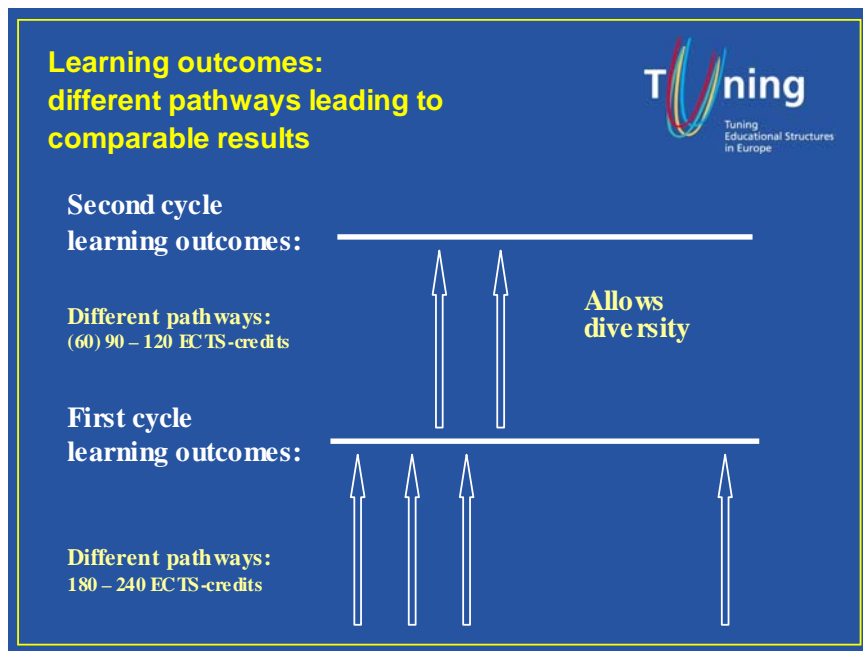 Learning outcomes:
different pathways leading to
comparable results
Tuning
Tuning
Educational Structures
in Europe
Second cycle
learning outcomes:
Different pathways:
(60) 90 – 120 ECTS-credits
Allows
diversity
First cycle
learning outcomes:
Different pathways:
180 – 240 ECTS-credits